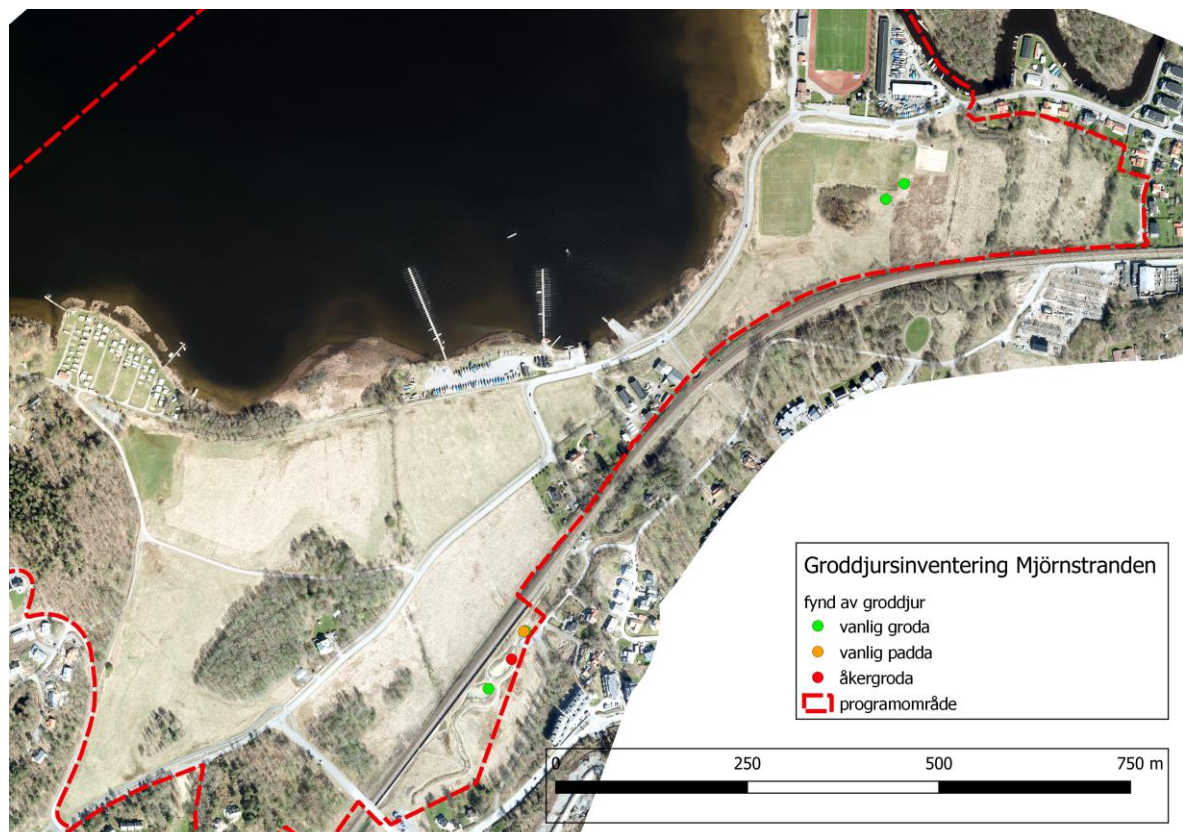 Groddjursinventering Mjörnstranden
fynd av groddjur
vanlig groda
vanlig padda
åkergroda
programområde
0 250 500 750 m